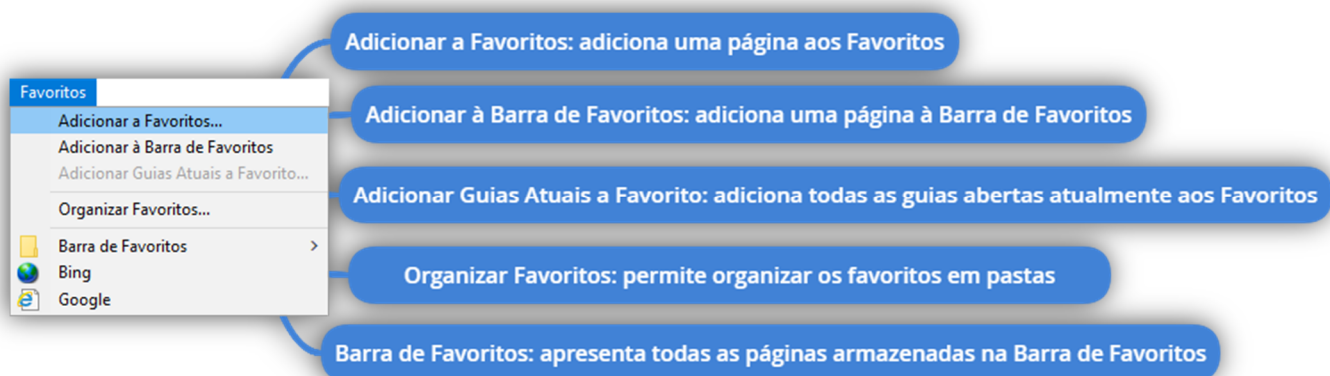 Favoritos
Adicionar a Favoritos...
Adicionar à Barra de Favoritos
Adicionar Guias Atuais a Favorito...
Organizar Favoritos...
Barra de Favoritos
Bing
Google
Adicionar a Favoritos: adiciona uma página aos Favoritos
Adicionar à Barra de Favoritos: adiciona uma página à Barra de Favoritos
Adicionar Guias Atuais a Favorito: adiciona todas as guias abertas atualmente aos Favoritos
Organizar Favoritos: permite organizar os favoritos em pastas
Barra de Favoritos: apresenta todas as páginas armazenadas na Barra de Favoritos